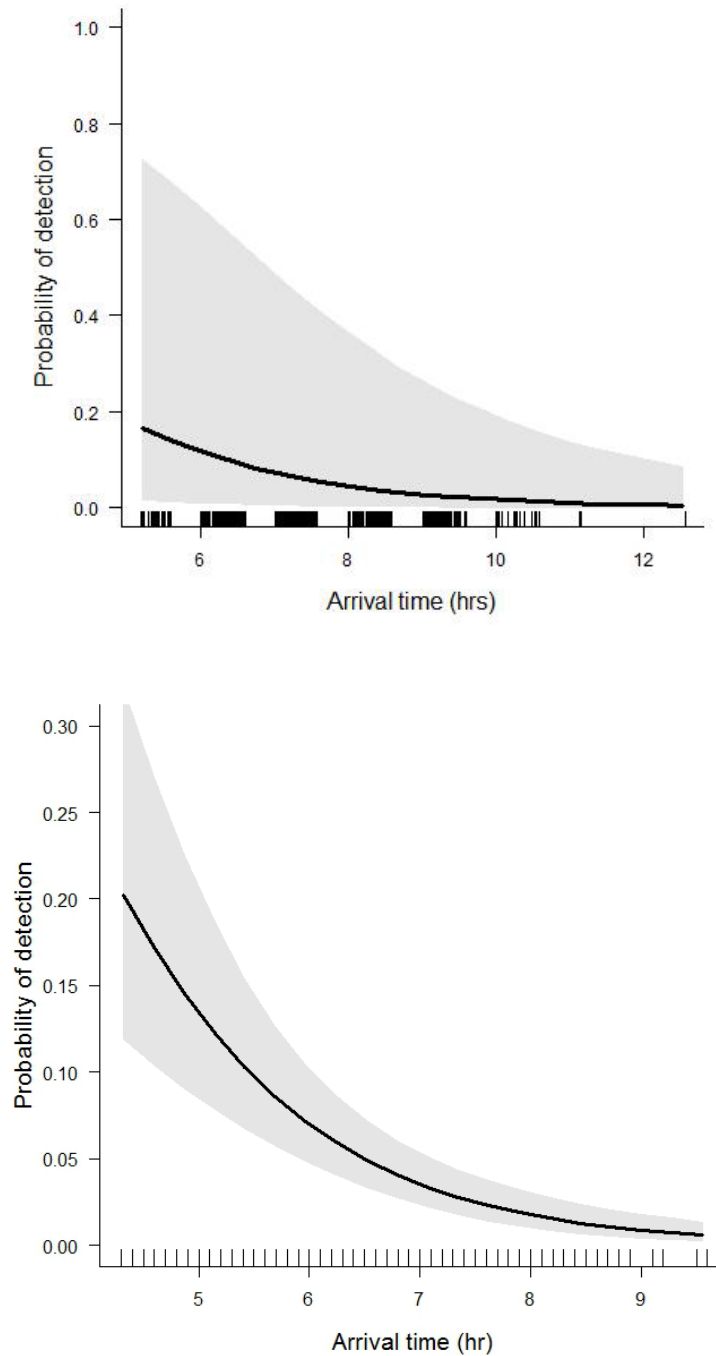 1.0
0.8
0.6
0.4
0.2
0.0
Probability of detection
6 8 10 12
Arrival time (hrs)
0.30
0.25
0.20
0.15
0.10
0.05
0.00
Probability of detection
5 6 7 8 9
Arrival time (hr)